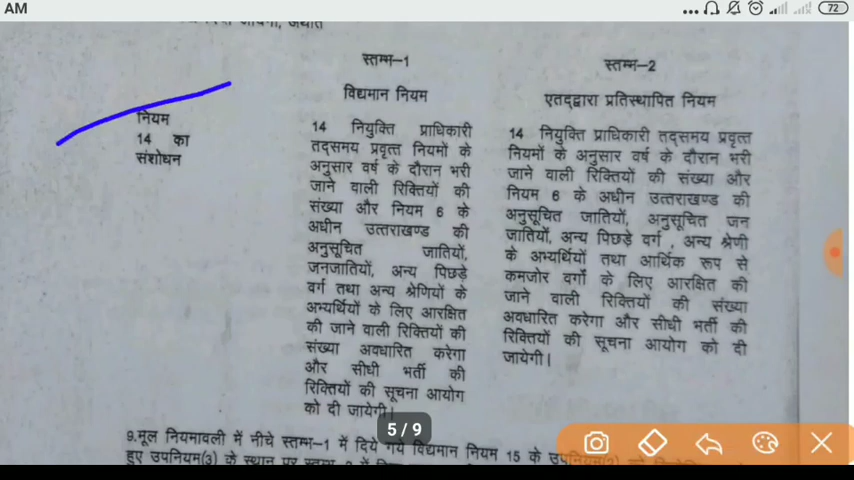 AM
72
स्तम्भ–1
विद्यमान नियम
नियम
14 का
संशोधन
14 नियुक्ति प्राधिकारी
तद्समय प्रवृत्त नियमों के
अनुसार वर्ष के दौरान भरी
जाने वाली रिक्तियों की
संख्या और नियम 6 के
अधीन उत्तराखण्ड की
अनुसूचित जातियों,
जनजातियों, अन्य पिछड़े
वर्ग तथा अन्य श्रेणियों के
अभ्यर्थियों के लिए आरक्षित
की जाने वाली रिक्तियों की
संख्या अवधारित करेगा
और सीधी भर्ती की
रिक्तियों की सूचना आयोग
को दी जायेगी।
स्तम्भ–2
एतद्द्वारा प्रतिस्थापित नियम
14 नियुक्ति प्राधिकारी तद्समय प्रवृत्त
नियमों के अनुसार वर्ष के दौरान भरी
जाने वाली रिक्तियों की संख्या और
नियम 6 के अधीन उत्तराखण्ड की
अनुसूचित जातियों, अनुसूचित जन
जातियों, अन्य पिछड़े वर्ग , अन्य श्रेणी
के अभ्यर्थियों तथा आर्थिक रूप से
कमजोर वर्गों के लिए आरक्षित की
जाने वाली रिक्तियों की संख्या
अवधारित करेगा और सीधी भर्ती की
रिक्तियों की सूचना आयोग को दी
जायेगी।
5 / 9
9.मूल नियमावली में नीचे स्तम्भ–1 में दिये गये विद्यमान नियम 15 के
हुए उपनियम(3) के स्थान पर